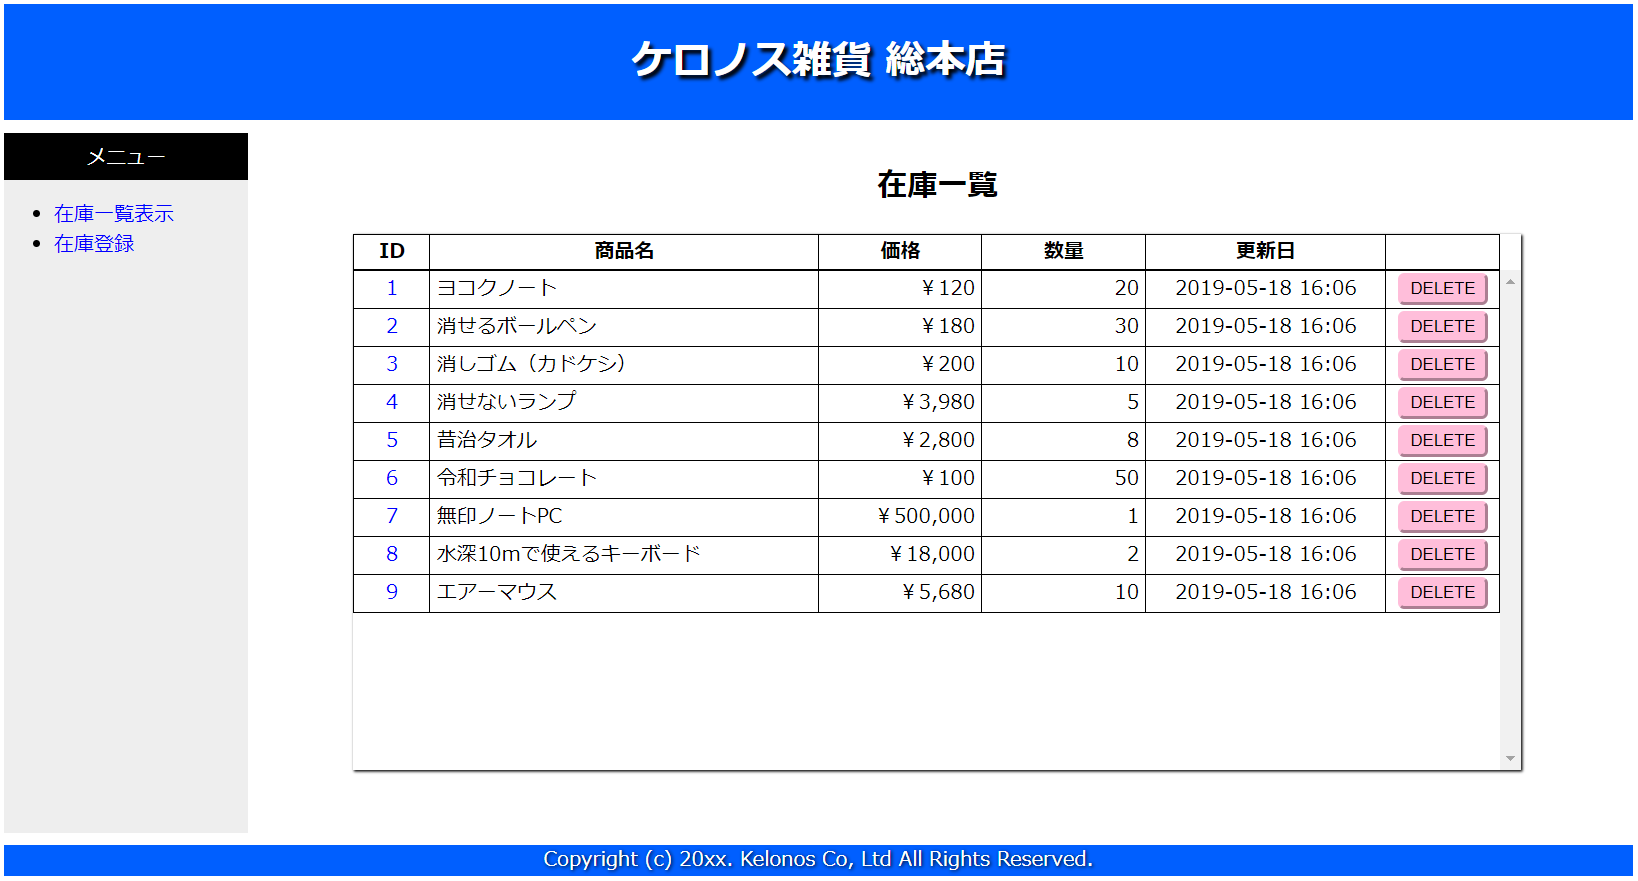 ケロノス雑貨 総本店
メニュー
在庫一覧表示
在庫登録
在庫一覧
ID 商品名 価格 数量 更新日
1 ヨコクノート ¥120 20 2019-05-18 16:06 DELETE
2 消せるボールペン ¥180 30 2019-05-18 16:06 DELETE
3 消しゴム（カドケシ） ¥200 10 2019-05-18 16:06 DELETE
4 消せないランプ ¥3,980 5 2019-05-18 16:06 DELETE
5 昔治タオル ¥2,800 8 2019-05-18 16:06 DELETE
6 令和チョコレート ¥100 50 2019-05-18 16:06 DELETE
7 無印ノートPC ¥500,000 1 2019-05-18 16:06 DELETE
8 水深10mで使えるキーボード ¥18,000 2 2019-05-18 16:06 DELETE
9 エアーマウス ¥5,680 10 2019-05-18 16:06 DELETE
Copyright (c) 20xx. Kelonos Co, Ltd All Rights Reserved.